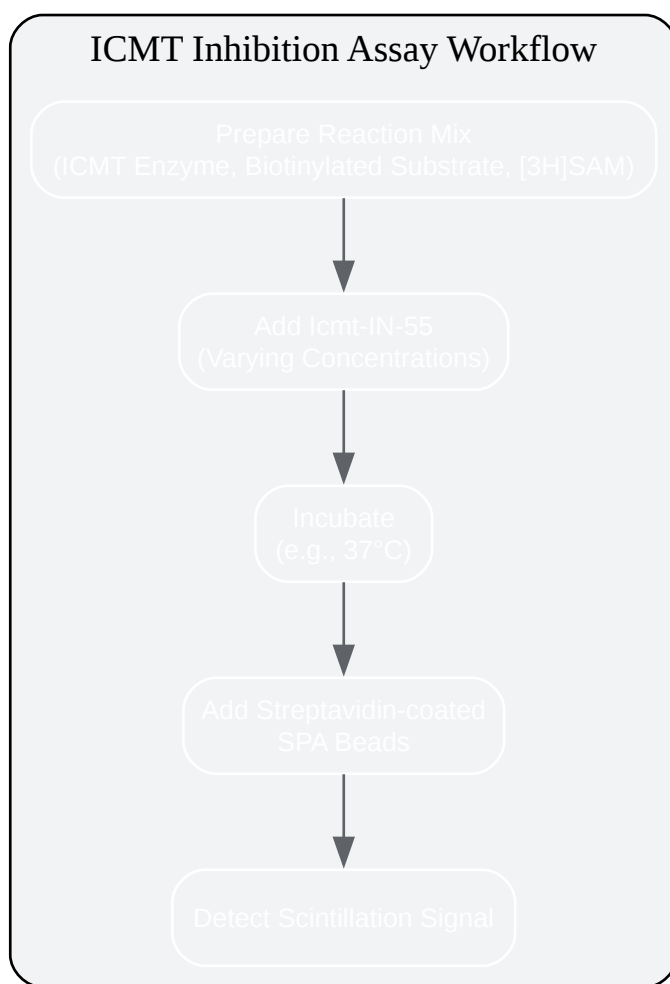 ICMT Inhibition Assay Workflow
Prepare Reaction Mix
(ICMT Enzyme, Biotinylated Substrate, [3H]SAM)
Add Icmt-IN-55
(Varying Concentrations)
Incubate
(e.g., 37°C)
Add Streptavidin-coated
SPA Beads
Detect Scintillation Signal